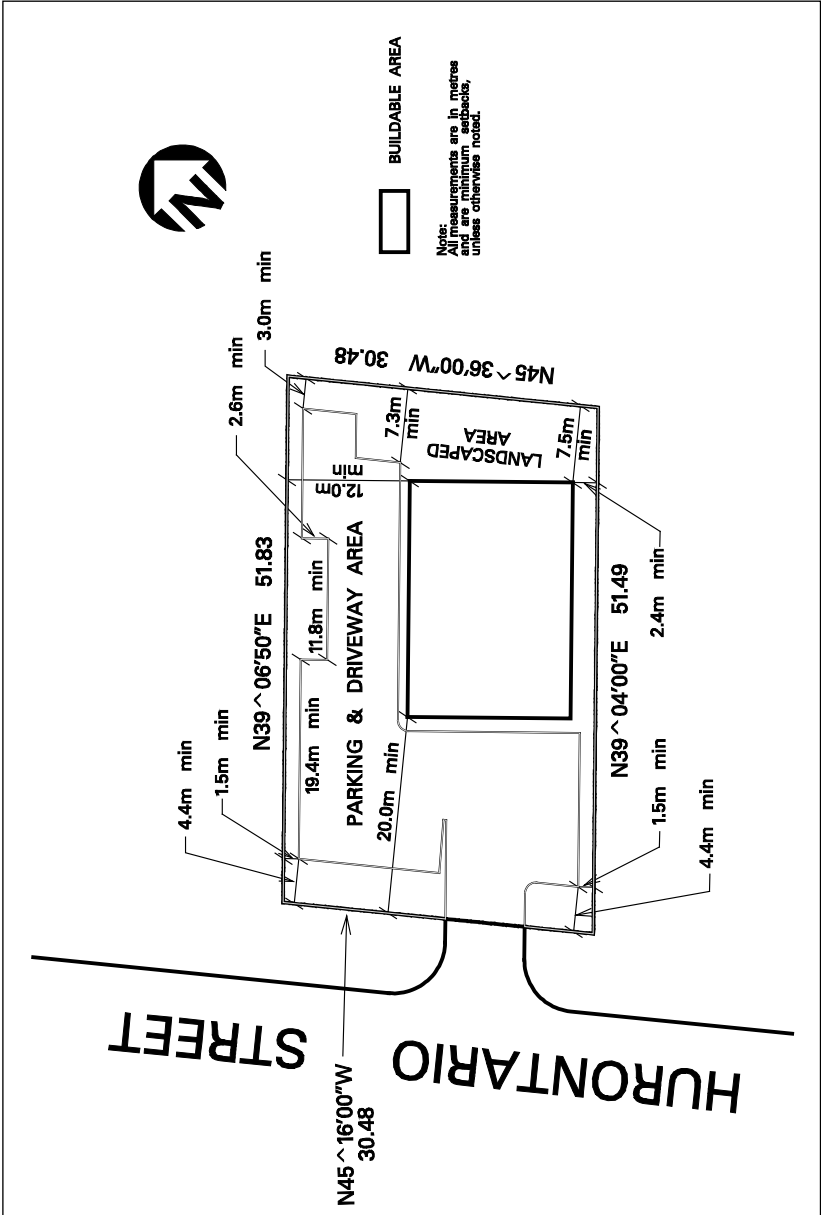 N
BUILDABLE AREA
Note:
All measurements are in metres
and are minimum setbacks,
unless otherwise noted.
4.4m min
1.5m min
N39^06'50"E 51.83
2.6m min
3.0m min
N45^36'00"W 30.48
19.4m min
11.8m min
12.0m
min
7.3m
min
PARKING & DRIVEWAY AREA
LANDSCAPED
AREA
20.0m min
7.5m
min
N39^04'00"E 51.49
2.4m min
1.5m min
4.4m min
HURONTARIO STREET
N45^16'00"W
30.48